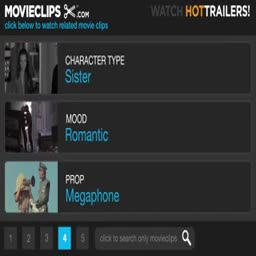 MOVIECLIPS .COM
WATCH HOTTRAILERS!
click below to watch related movie clips
CHARACTER TYPE
Sister
MOOD
Romantic
PROP
Megaphone
1 2 3 4 5 click to search only movieclips